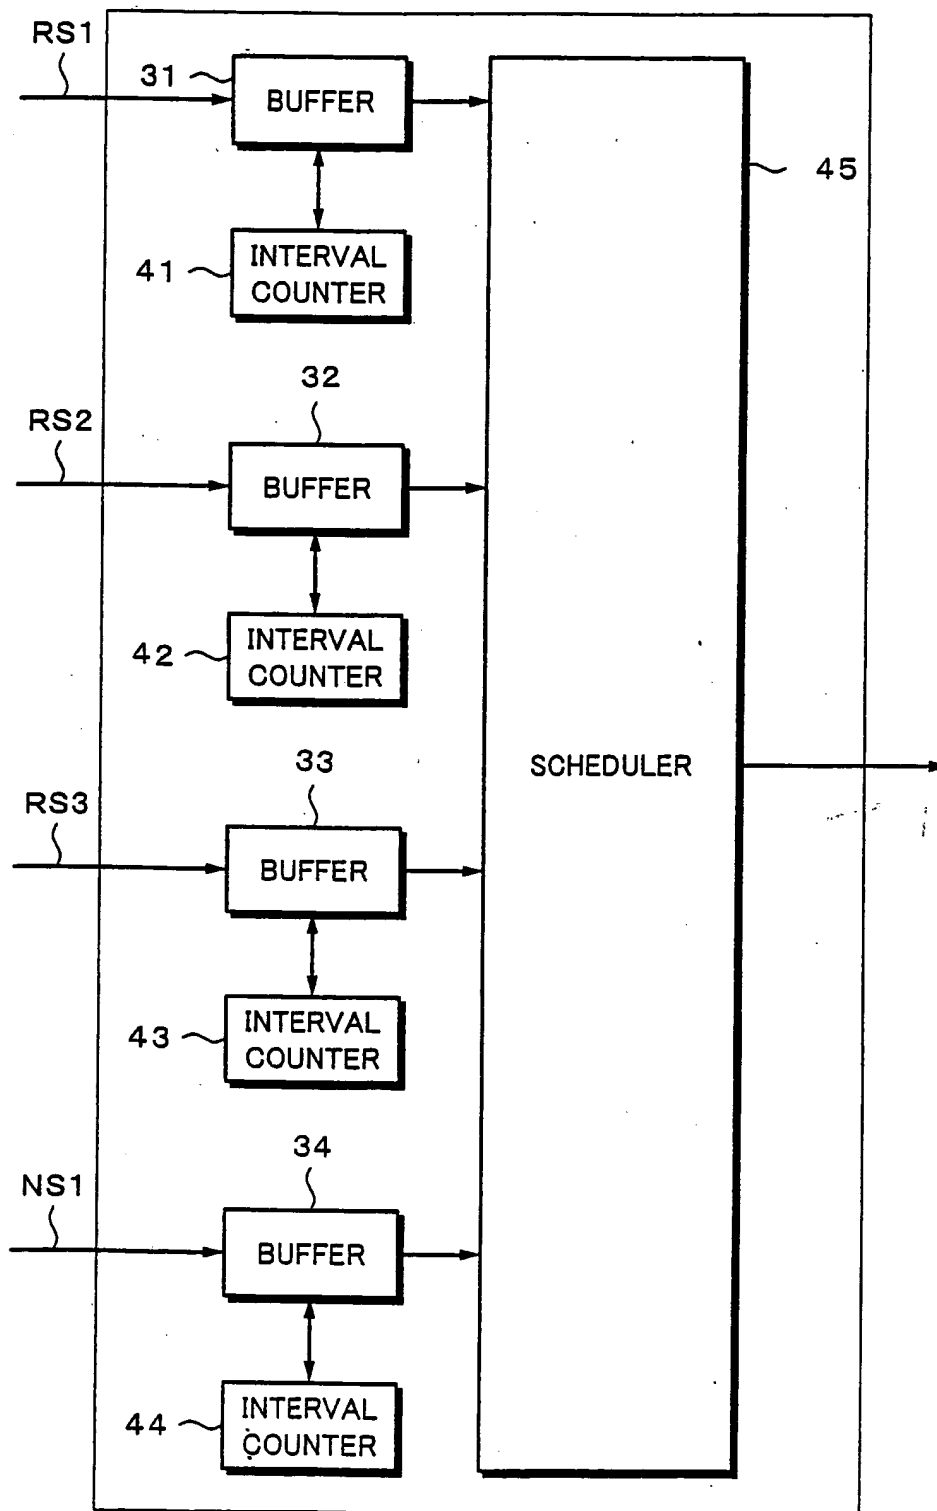 RS1
31
BUFFER
45
41
INTERVAL
COUNTER
32
RS2
BUFFER
42
INTERVAL
COUNTER
33
SCHEDULER
RS3
BUFFER
43
INTERVAL
COUNTER
34
NS1
BUFFER
44
INTERVAL
COUNTER